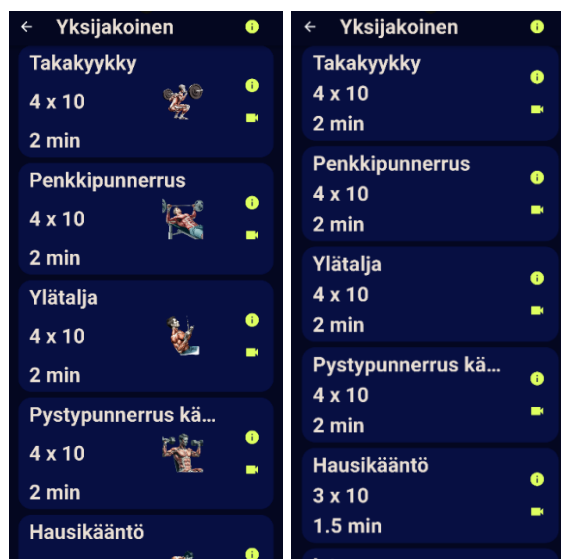 Yksijakoinen
Takakyykky
4 x 10
2 min
Penkkipunnerrus
4 x 10
2 min
Ylätalja
4 x 10
2 min
Pystypunnerrus kä...
4 x 10
2 min
Hausikääntö
Yksijakoinen
Takakyykky
4 x 10
2 min
Penkkipunnerrus
4 x 10
2 min
Ylätalja
4 x 10
2 min
Pystypunnerrus kä...
4 x 10
2 min
Hausikääntö
3 x 10
1.5 min